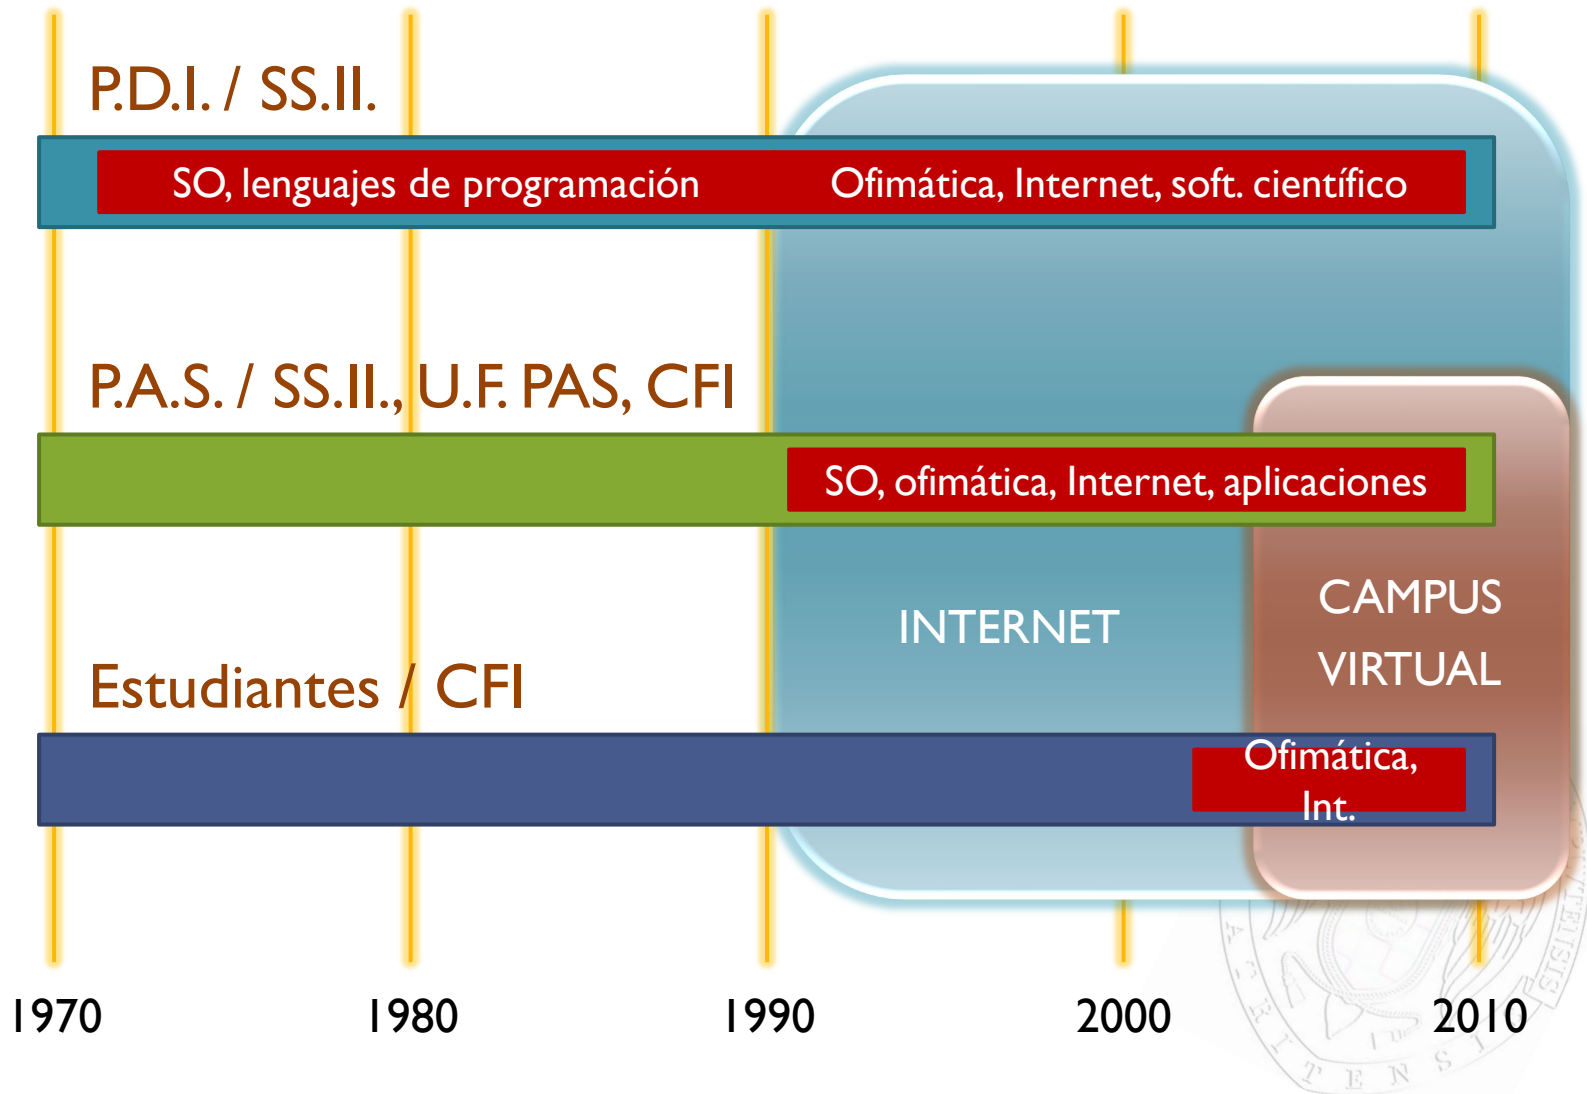 P.D.I. / SS.II.
SO, lenguajes de programación Ofimática, Internet, soft. científico
P.A.S. / SS.II., U.F. PAS, CFI
SO, ofimática, Internet, aplicaciones
INTERNET
CAMPUS
VIRTUAL
Estudiantes / CFI
Ofimática,
Int.
1970 1980 1990 2000 2010